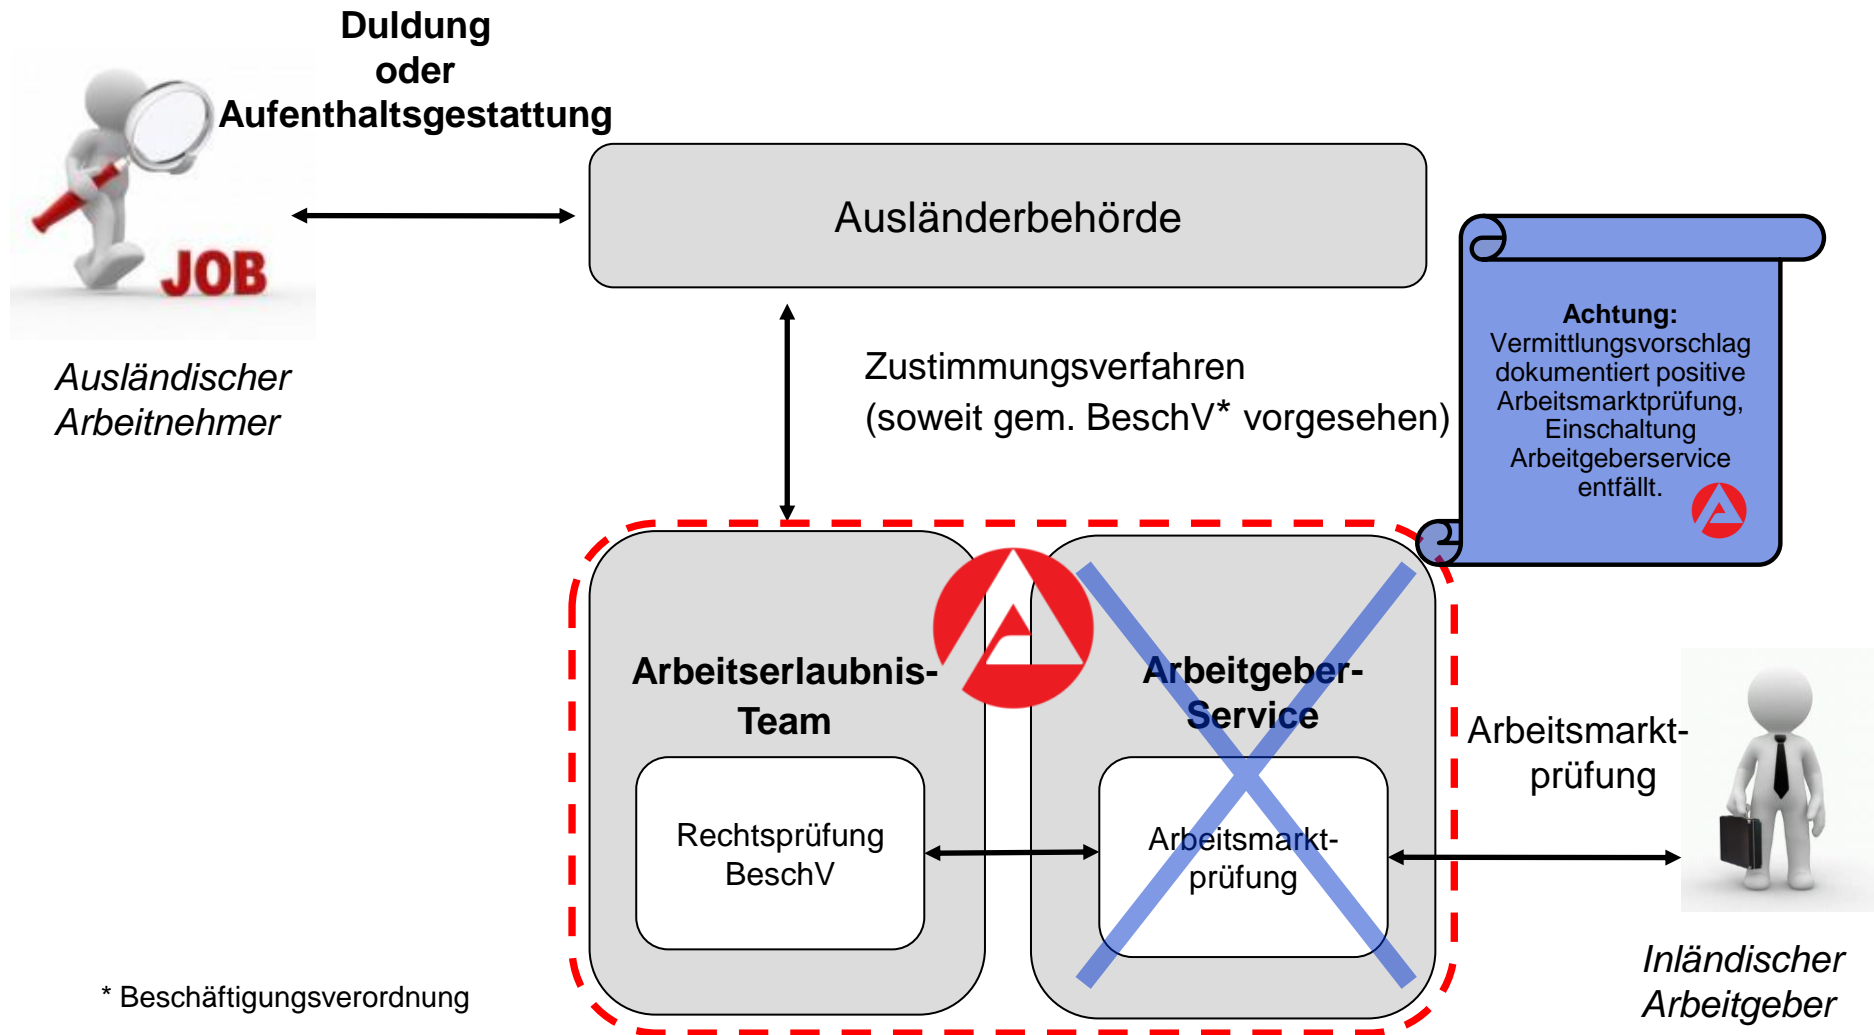 Duldung
oder
Aufenthaltsgestattung
JOB
Ausländischer
Arbeitnehmer
Ausländerbehörde
Zustimmungsverfahren
(soweit gem. BeschV* vorgesehen)
Achtung:
Vermittlungsvorschlag
dokumentiert positive
Arbeitsmarktprüfung,
Einschaltung
Arbeitgeberservice
entfällt.
Arbeitserlaubnis-
Team
Rechtsprüfung
BeschV
Arbeitgeber-
Service
Arbeitsmarkt-
prüfung
Arbeitsmarkt-
prüfung
Inländischer
Arbeitgeber
* Beschäftigungsverordnung